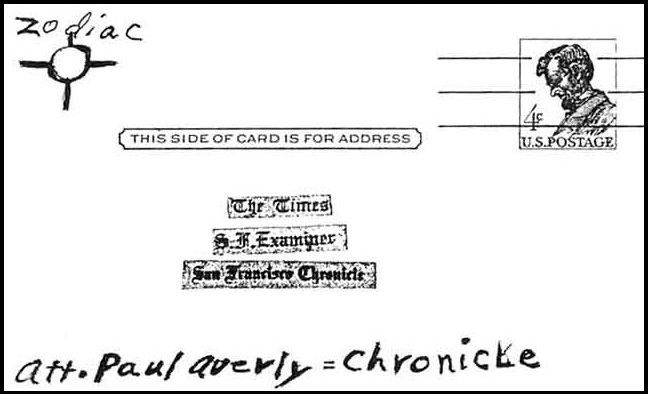 Zodiac
4¢
U.S. POSTAGE
THIS SIDE OF CARD IS FOR ADDRESS
The Times
S.F. Examiner
San Francisco Chronicle
att. Paul averly = Chronicke